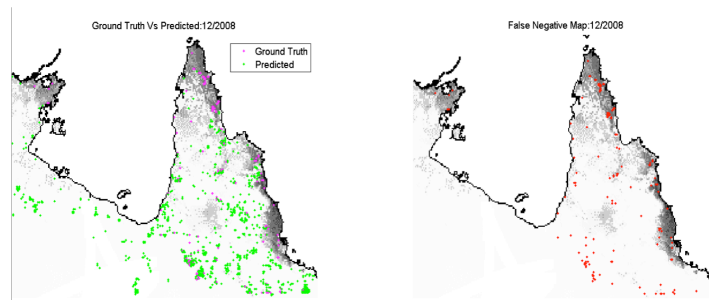 Ground Truth Vs Predicted:12/2008
Ground Truth
Predicted
False Negative Map:12/2008